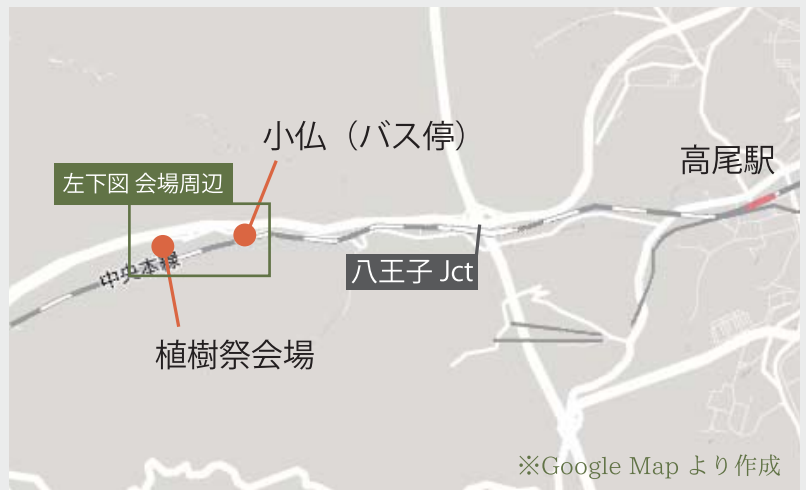 小仏（バス停）
高尾駅
左下図 会場周辺
中央本線
八王子 Jct
植樹祭会場
※Google Map より作成